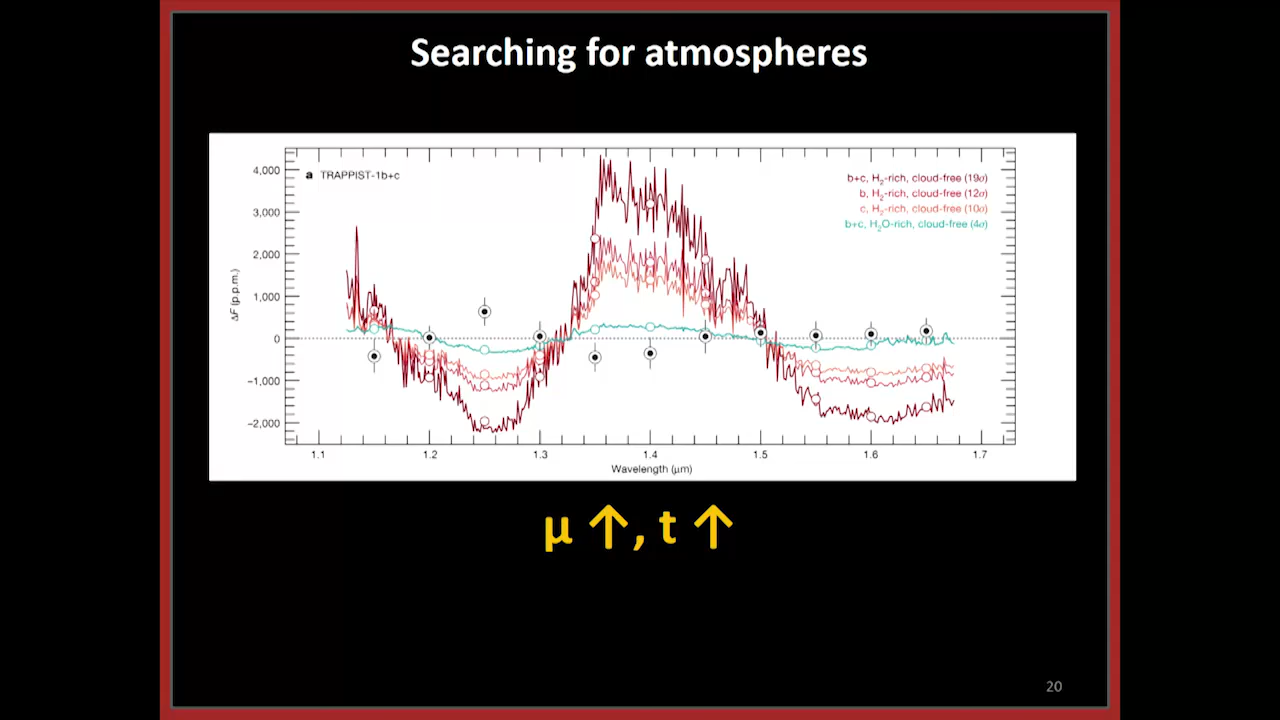 Searching for atmospheres
a TRAPPIST-1b+c
b+c, H₂-rich, cloud-free (19σ)
b, H₂-rich, cloud-free (12σ)
c, H₂-rich, cloud-free (10σ)
b+c, H₂O-rich, cloud-free (4σ)
4,000
3,000
2,000
1,000
0
−1,000
−2,000
ΔF (p.p.m.)
1.1 1.2 1.3 1.4 1.5 1.6 1.7
Wavelength (μm)
μ ↑, t ↑
20